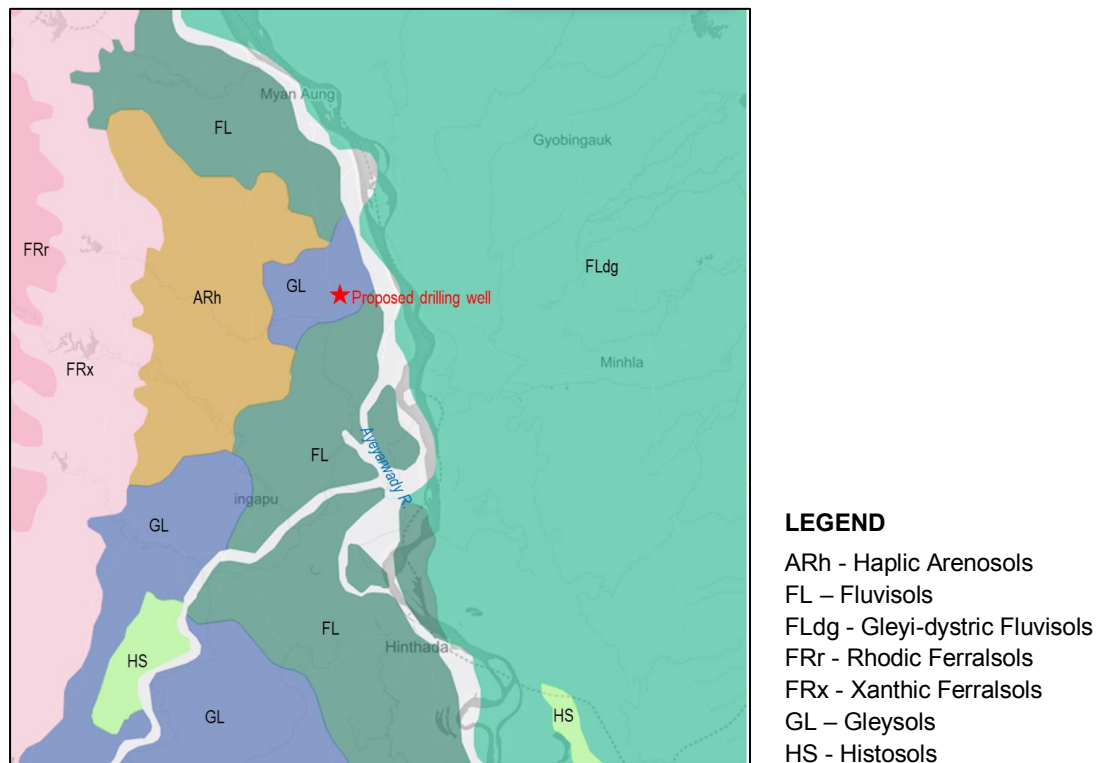 Myan Aung
FL
Gyobingauk
FRr
FLdg
GL
ARh
Proposed drilling well
FRx
Minhla
Ayeyarwady R.
FL
ingapu
GL
FL
Hinthada
HS
GL
HS
LEGEND
ARh - Haplic Arenosols
FL – Fluvisols
FLdg - Gleyi-dystric Fluvisols
FRr - Rhodic Ferralsols
FRx - Xanthic Ferralsols
GL – Gleysols
HS - Histosols